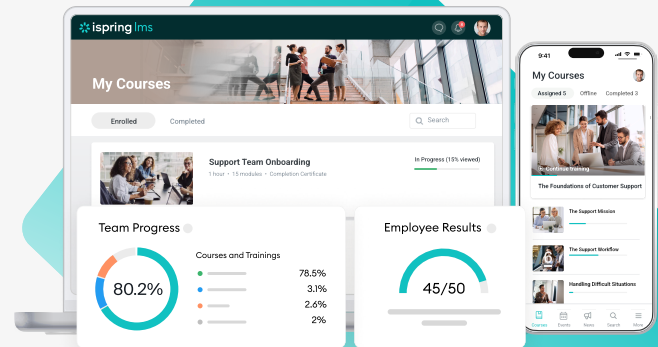 ispring lms
My Courses
Enrolled
Completed
Search
Support Team Onboarding
1 hour • 15 modules • Completion Certificate
In Progress (15% viewed)
Team Progress
80.2%
Courses and Trainings
78.5%
3.1%
2.6%
2%
Employee Results
45/50
9:41
My Courses
Assigned 5
Offline
Completed 3
Continue training
The Foundations of Customer Support
The Support Mission
The Support Workflow
Handling Difficult Situations
Courses
Events
News
Search
More